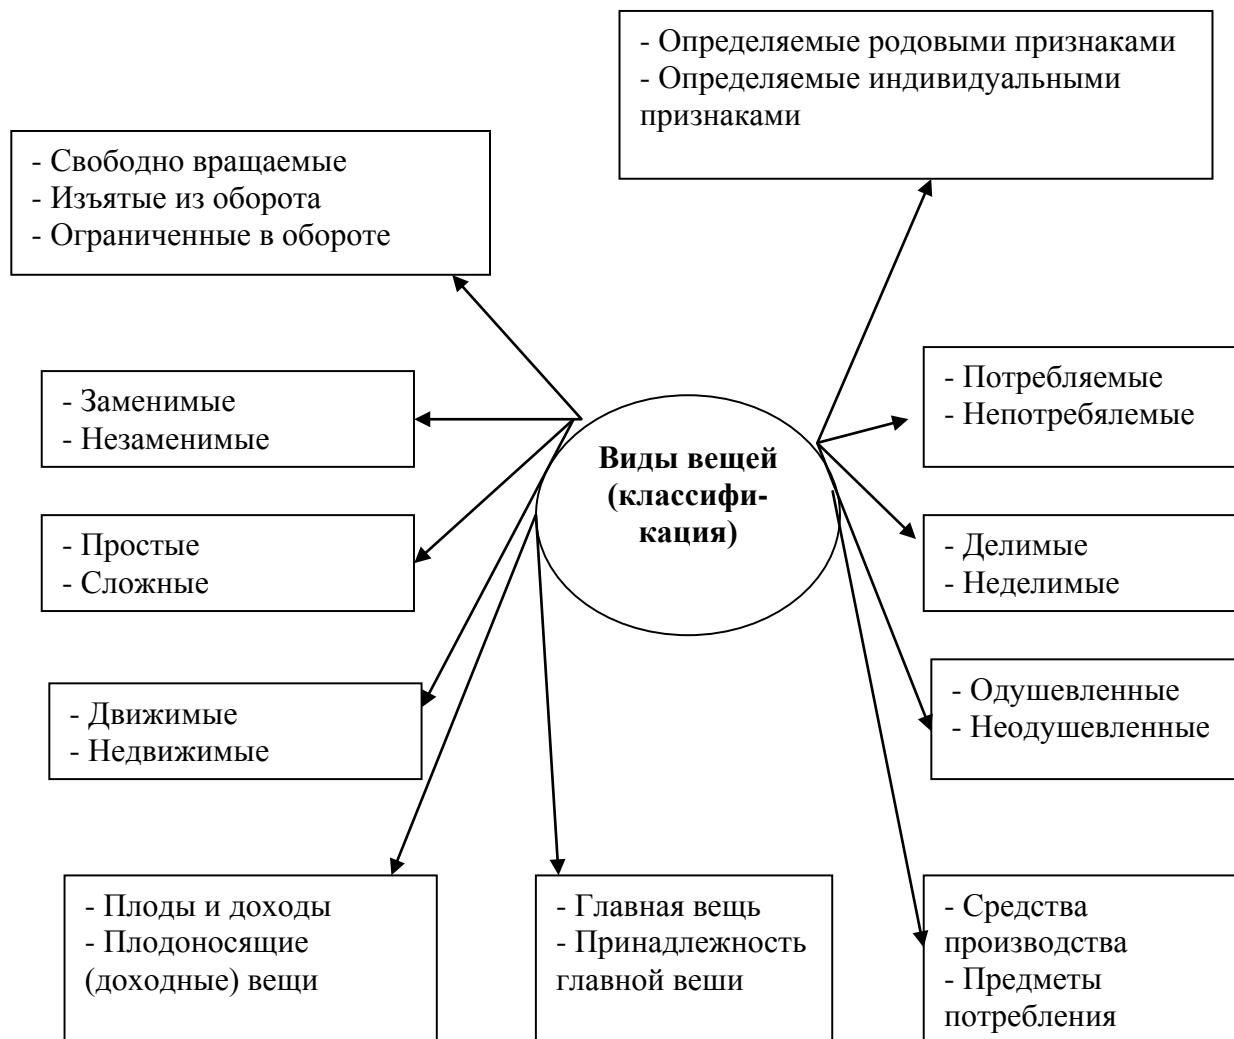 - Определяемые родовыми признаками
- Определяемые индивидуальными
признаками
- Свободно вращаемые
- Изъятые из оборота
- Ограниченные в обороте
- Заменимые
- Незаменимые
- Потребляемые
- Непотребялемые
Виды вещей
(классифи-
кация)
- Простые
- Сложные
- Делимые
- Неделимые
- Движимые
- Недвижимые
- Одушевленные
- Неодушевленные
- Плоды и доходы
- Плодоносящие
(доходные) вещи
- Главная вещь
- Принадлежность
главной веши
- Средства
производства
- Предметы
потребления